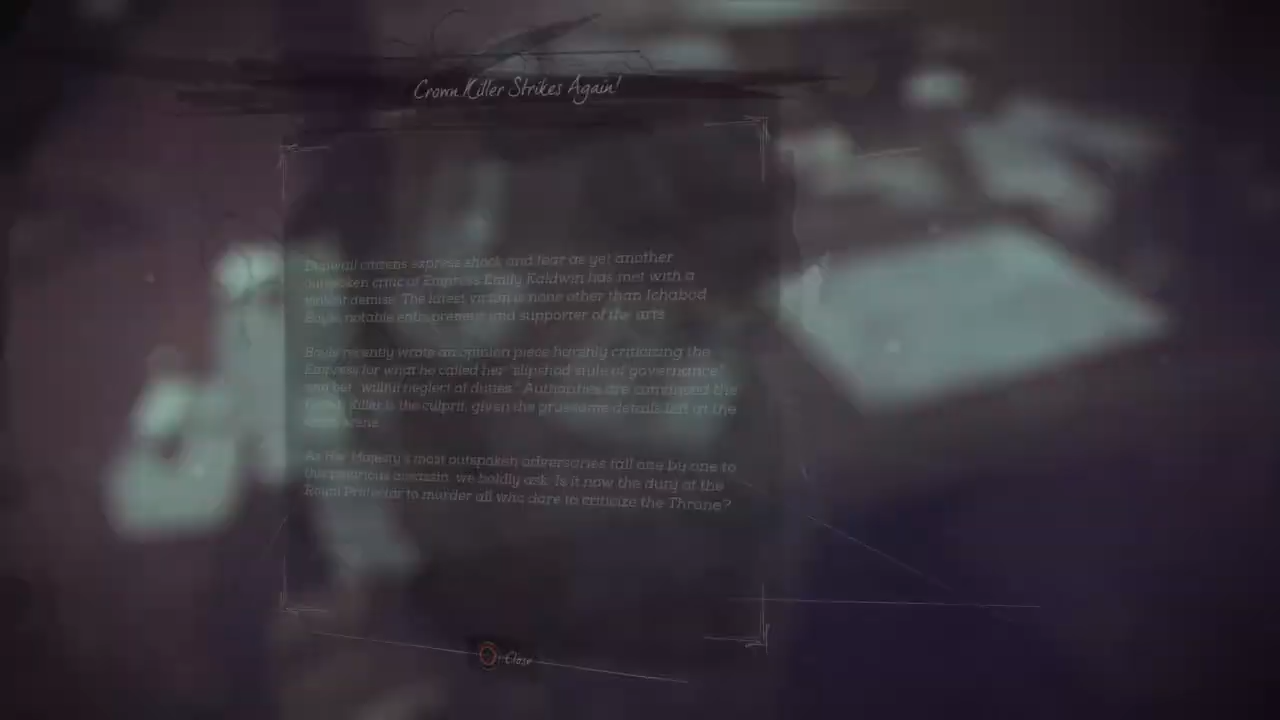 Crown Killer Strikes Again!
Dunwall citizens express shock and fear as yet another
outspoken critic of Empress Emily Kaldwin has met with a
violent demise. The latest victim is none other than Ichabod
Boyle, notable entrepreneur and supporter of the arts.
Boyle recently wrote an opinion piece harshly criticizing the
Empress for what he called her "slipshod style of governance"
and her "willful neglect of duties." Authorities are convinced the
Crown Killer is the culprit, given the gruesome details left at the
scene.
As Her Majesty's most outspoken adversaries fall one by one to
this assassin, we boldly ask: Is it now the duty of the
Royal Protector to murder all who dare to criticize the Throne?
Close